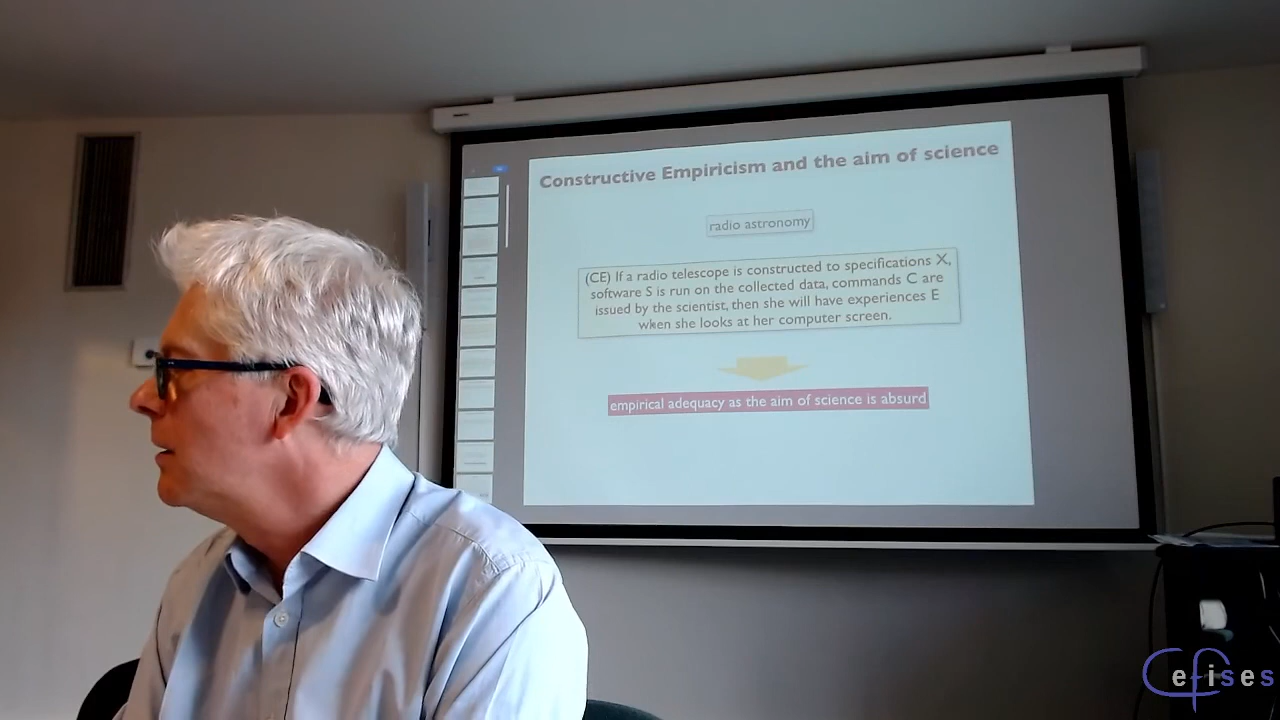 Constructive Empiricism and the aim of science
radio astronomy
(CE) If a radio telescope is constructed to specifications X,
software S is run on the collected data, commands C are
issued by the scientist, then she will have experiences E
when she looks at her computer screen.
empirical adequacy as the aim of science is absurd
Cefises